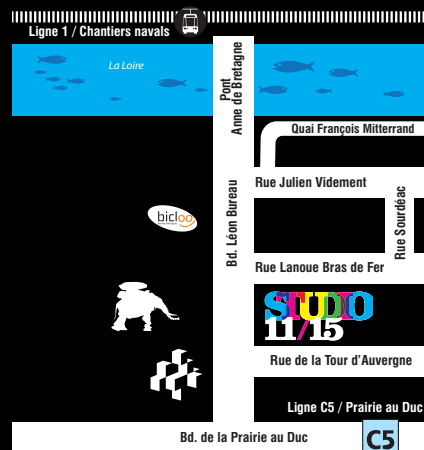 Ligne 1 / Chantiers navals
La Loire
Pont
Anne de Bretagne
Quai François Mitterrand
Rue Julien Videment
bicloo
Bd. Léon Bureau
Rue Sourdéac
Rue Lanoue Bras de Fer
STUDIO
11/15
Rue de la Tour d'Auvergne
Ligne C5 / Prairie au Duc
Bd. de la Prairie au Duc
C5